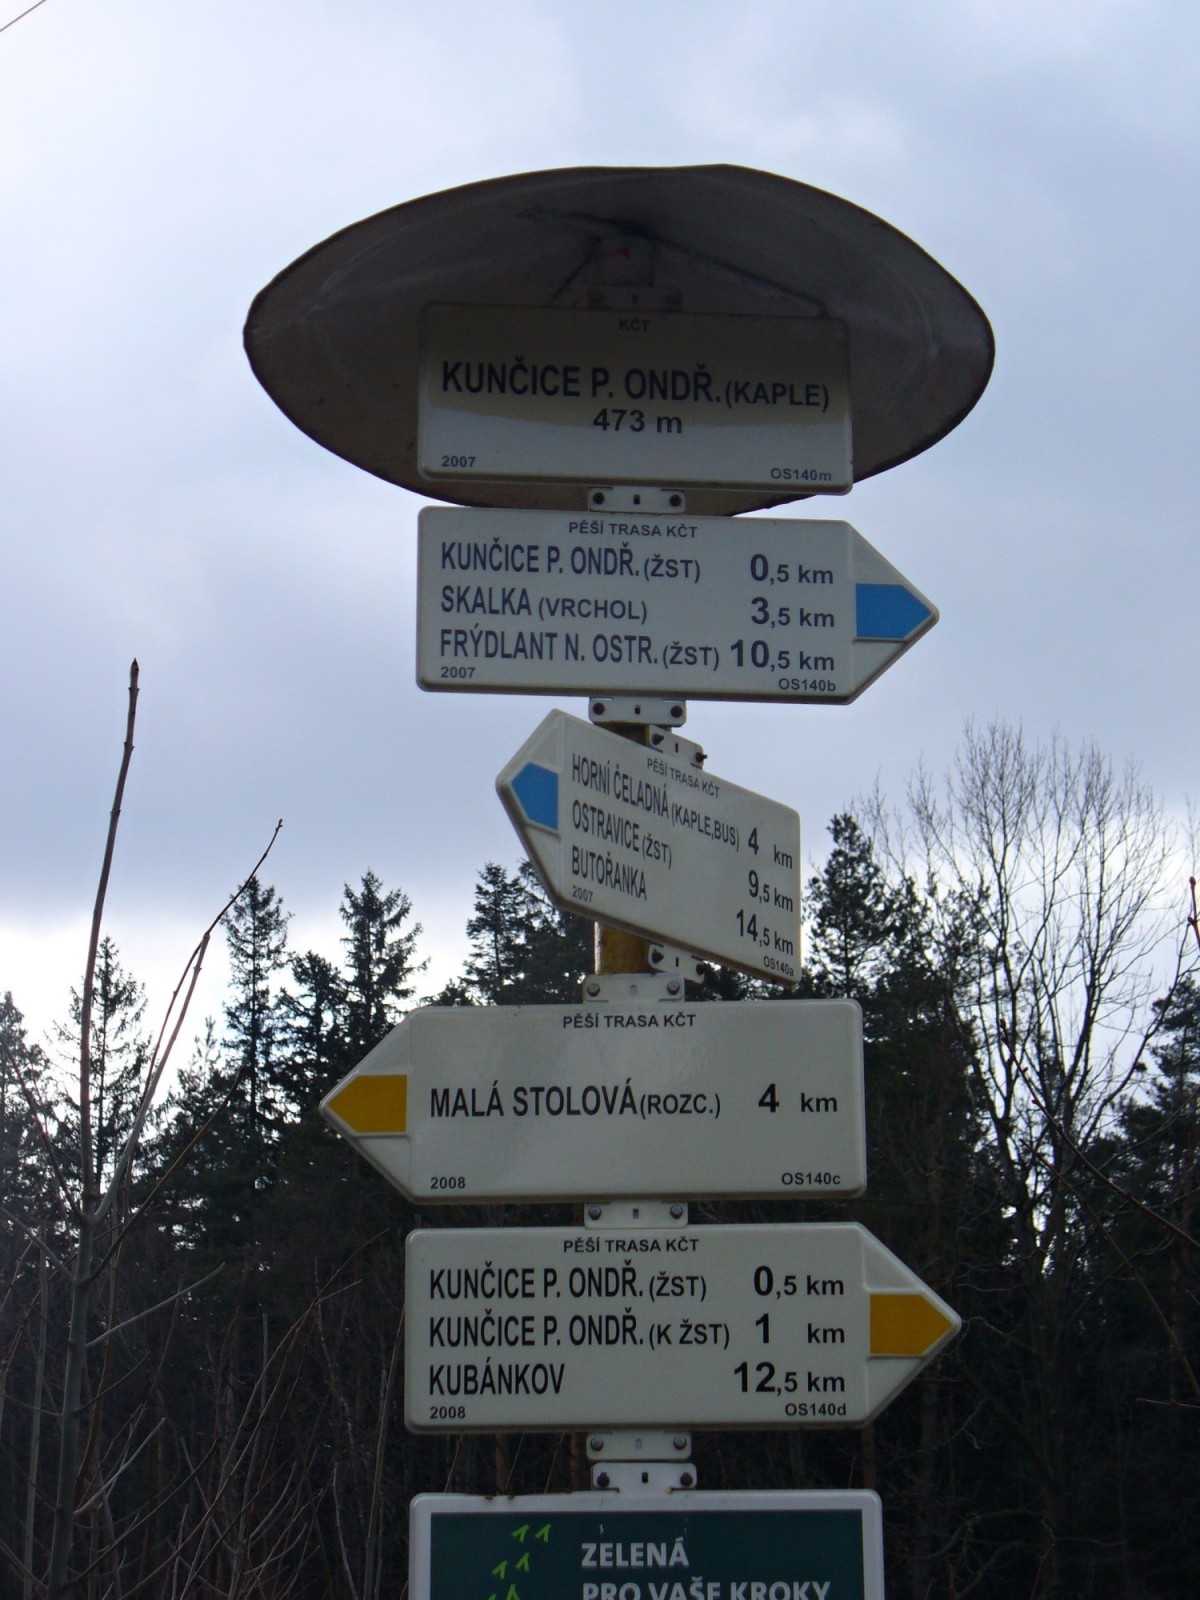 KČT
KUNČICE P. ONDŘ.(KAPLE)
473 m
2007 OS140m
PĚŠÍ TRASA KČT
KUNČICE P. ONDŘ.(ŽST) 0,5 km
SKALKA (VRCHOL) 3,5 km
FRÝDLANT N. OSTR.(ŽST) 10,5 km
2007 OS140b
PĚŠÍ TRASA KČT
HORNÍ ČELADNÁ (KAPLE,BUS) 4 km
OSTRAVICE (ŽST) 9,5 km
BUTOŘANKA 14,5 km
2007 OS140a
PĚŠÍ TRASA KČT
MALÁ STOLOVÁ(ROZC.) 4 km
2008 OS140c
PĚŠÍ TRASA KČT
KUNČICE P. ONDŘ.(ŽST) 0,5 km
KUNČICE P. ONDŘ.(K ŽST) 1 km
KUBÁNKOV 12,5 km
2008 OS140d
ZELENÁ
PRO VAŠE KROKY